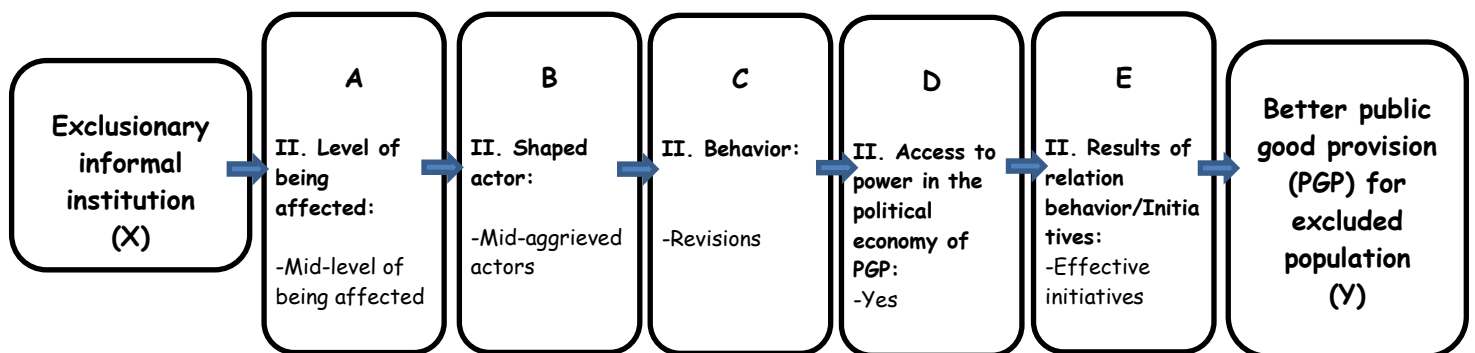 Exclusionary
informal
institution
(X)
A
II. Level of
being
affected:
-Mid-level of
being affected
B
II. Shaped
actor:
-Mid-aggrieved
actors
C
II. Behavior:
-Revisions
D
II. Access to
power in the
political
economy of
PGP:
-Yes
E
II. Results of
relation
behavior/Initia
tives:
-Effective
initiatives
Better public
good provision
(PGP) for
excluded
population
(Y)